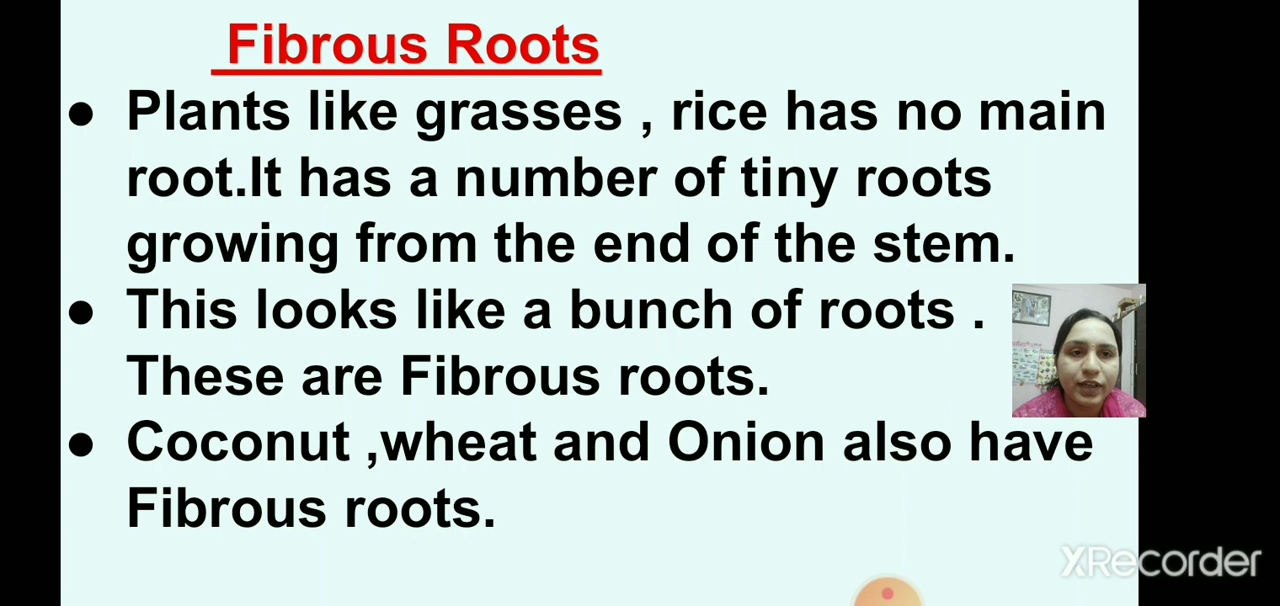 Fibrous Roots
● Plants like grasses , rice has no main
root.It has a number of tiny roots
growing from the end of the stem.
● This looks like a bunch of roots .
These are Fibrous roots.
● Coconut ,wheat and Onion also have
Fibrous roots.
XRecorder